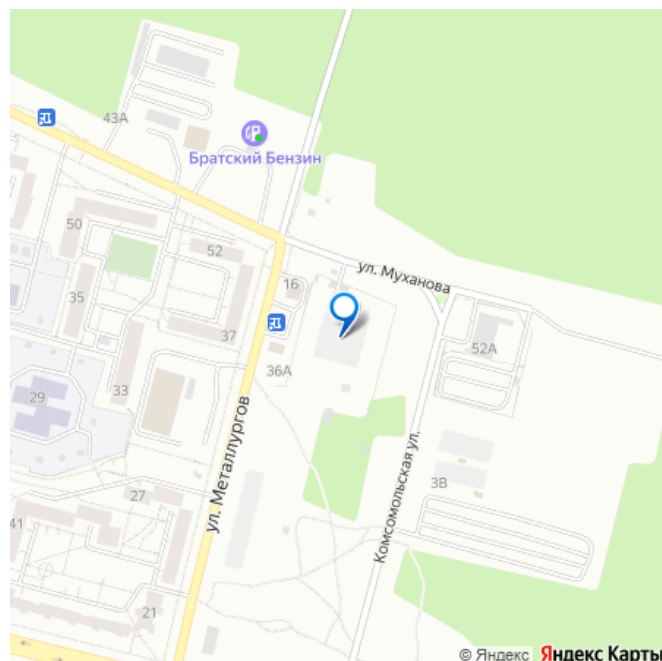 43А
Братский Бензин
50
52
ул. Муханова
16
35
37
52А
36А
33
29
ул. Металлургов
Комсомольская ул.
3В
27
41
21
© Яндекс Яндекс Карты